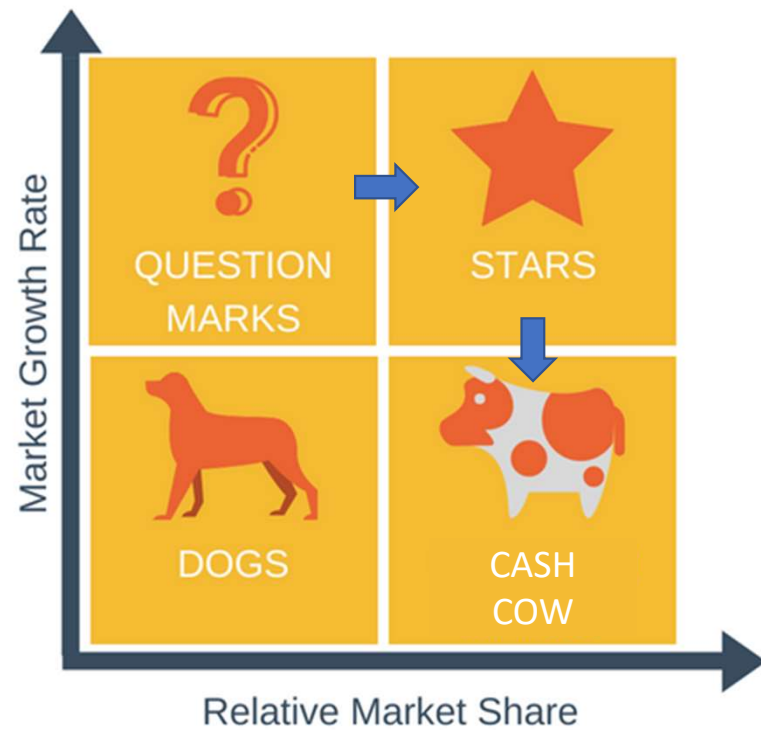 Market Growth Rate
QUESTION
MARKS
STARS
DOGS
CASH
COW
Relative Market Share